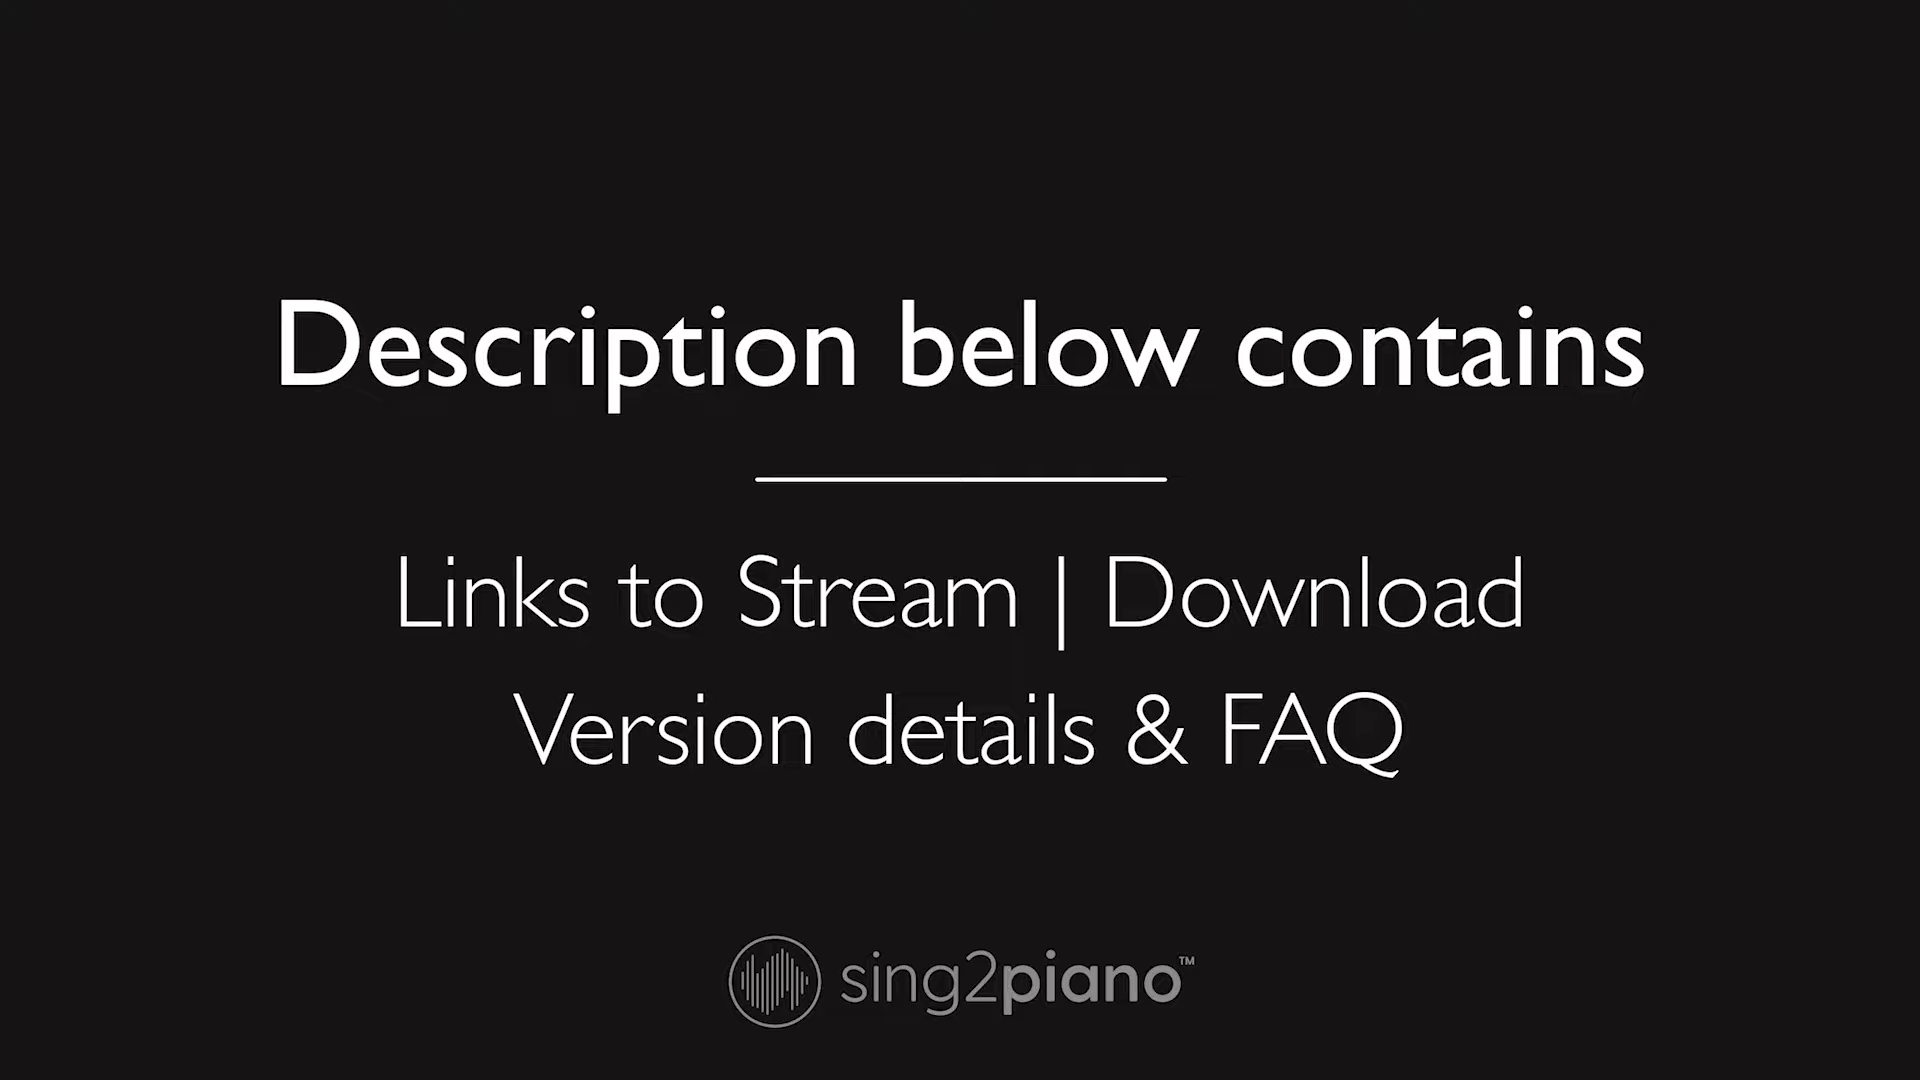 Description below contains
Links to Stream | Download
Version details & FAQ
sing2piano™